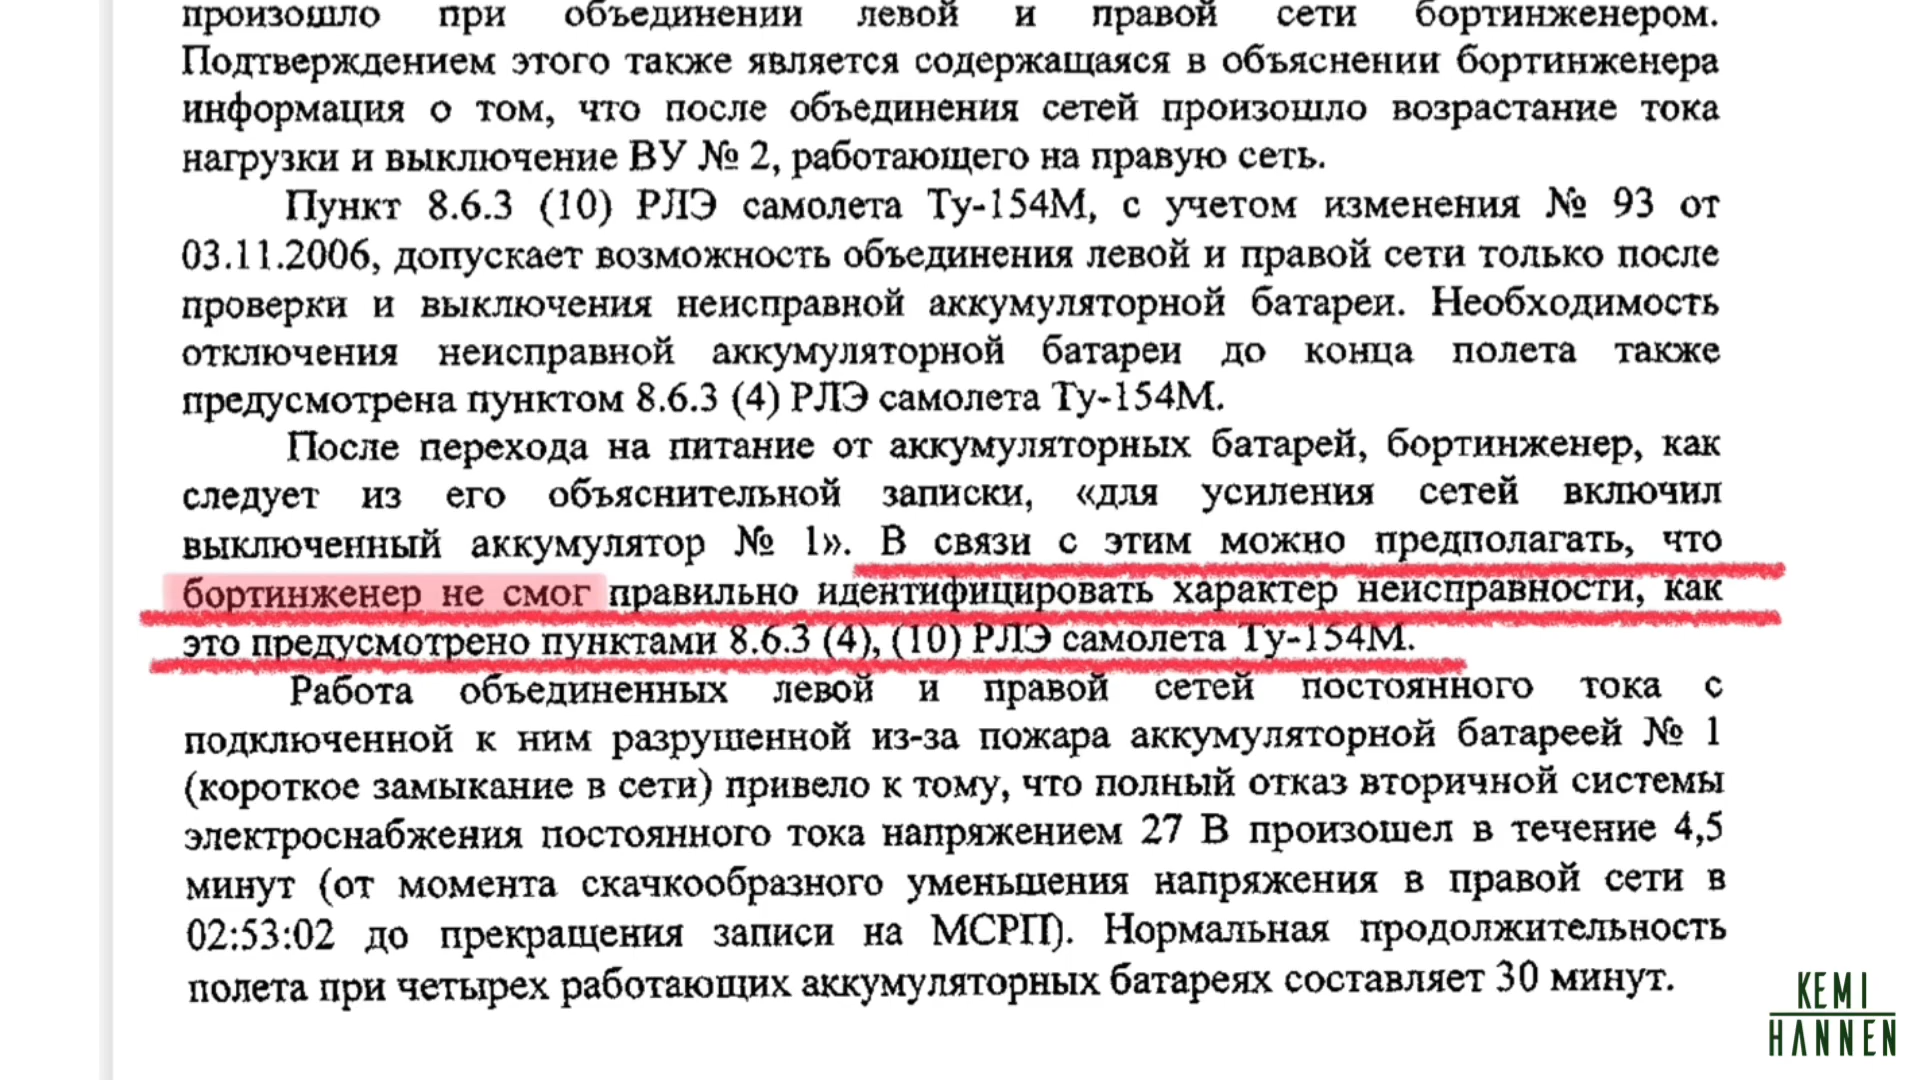 произошло при объединении левой и правой сети бортинженером.
Подтверждением этого также является содержащаяся в объяснении бортинженера
информация о том, что после объединения сетей произошло возрастание тока
нагрузки и выключение ВУ № 2, работающего на правую сеть.
Пункт 8.6.3 (10) РЛЭ самолета Ту-154М, с учетом изменения № 93 от
03.11.2006, допускает возможность объединения левой и правой сети только после
проверки и выключения неисправной аккумуляторной батареи. Необходимость
отключения неисправной аккумуляторной батареи до конца полета также
предусмотрена пунктом 8.6.3 (4) РЛЭ самолета Ту-154М.
После перехода на питание от аккумуляторных батарей, бортинженер, как
следует из его объяснительной записки, «для усиления сетей включил
выключенный аккумулятор № 1». В связи с этим можно предполагать, что
бортинженер не смог правильно идентифицировать характер неисправности, как
это предусмотрено пунктами 8.6.3 (4), (10) РЛЭ самолета Ту-154М.
Работа объединенных левой и правой сетей постоянного тока с
подключенной к ним разрушенной из-за пожара аккумуляторной батареей № 1
(короткое замыкание в сети) привело к тому, что полный отказ вторичной системы
электроснабжения постоянного тока напряжением 27 В произошел в течение 4,5
минут (от момента скачкообразного уменьшения напряжения в правой сети в
02:53:02 до прекращения записи на МСРП). Нормальная продолжительность
полета при четырех работающих аккумуляторных батареях составляет 30 минут.
KEMI
HANNEN